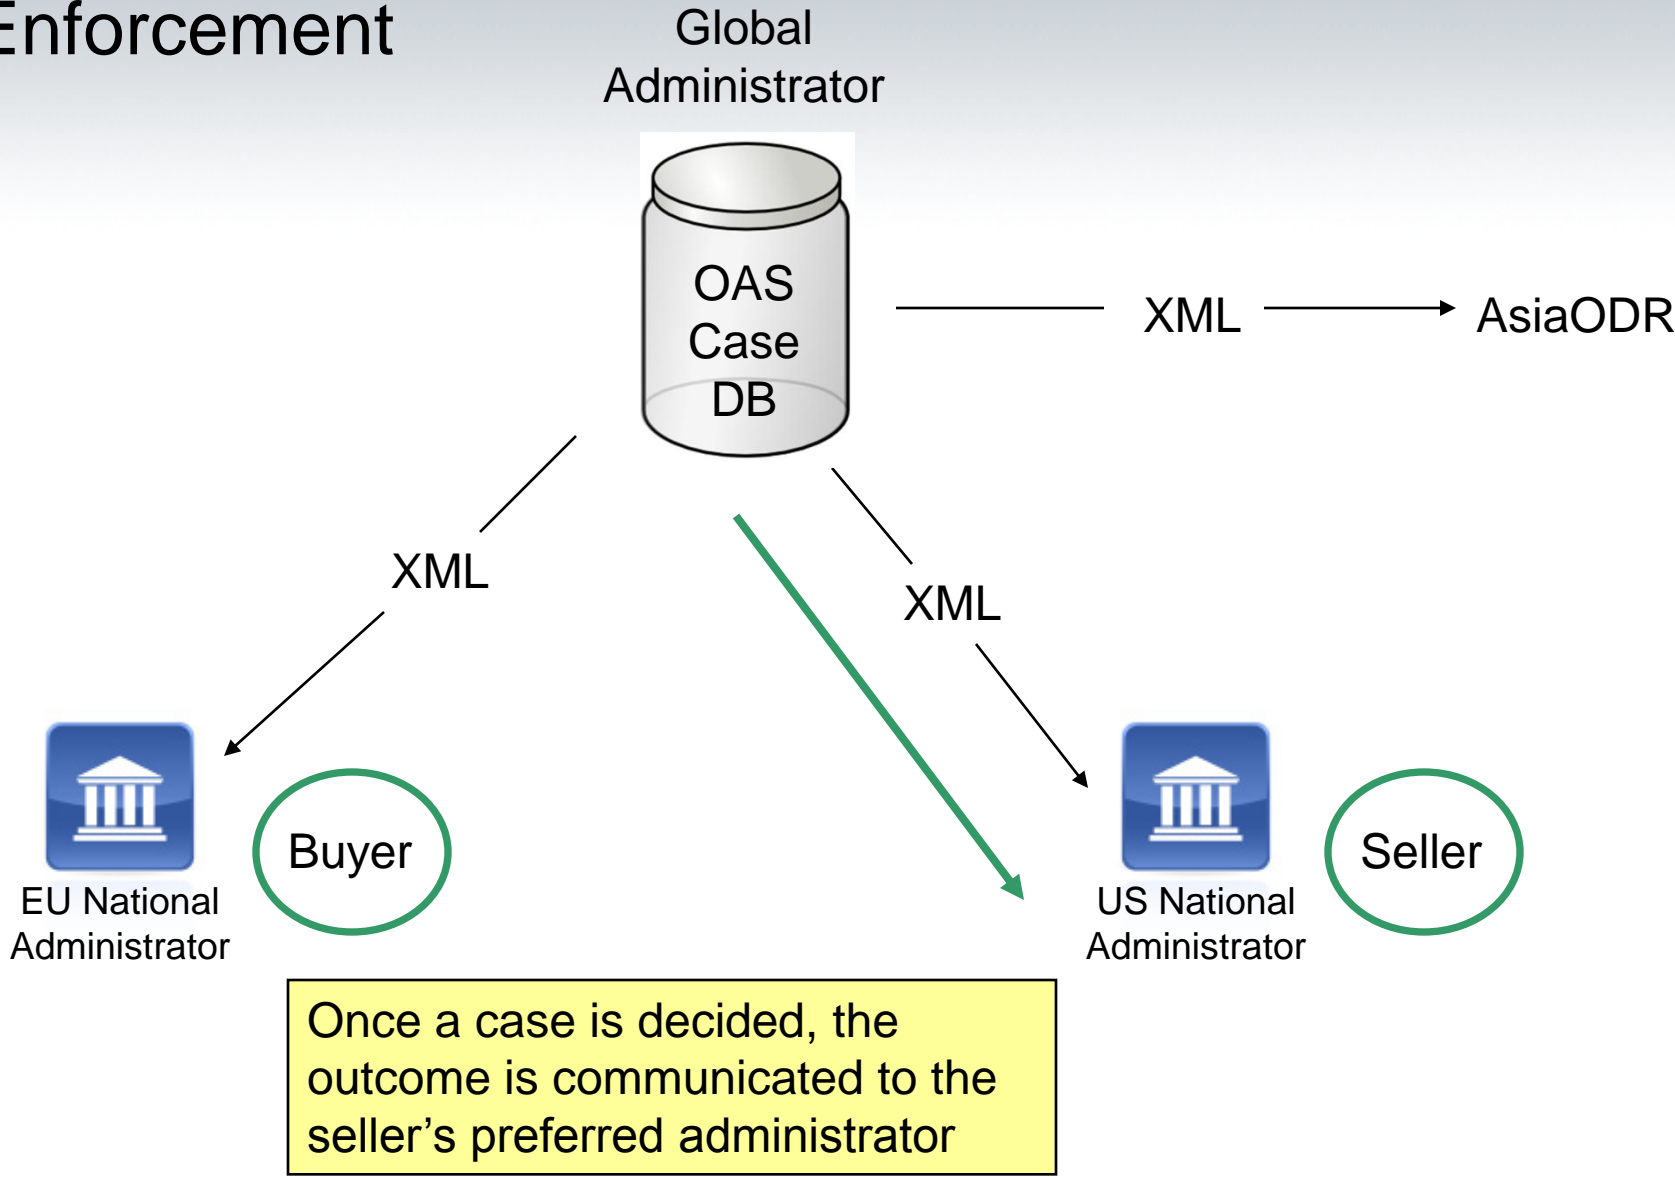 Enforcement
Global
Administrator
OAS
Case
DB
XML
AsiaODR
XML
XML
Buyer
Seller
EU National
Administrator
US National
Administrator
Once a case is decided, the
outcome is communicated to the
seller’s preferred administrator